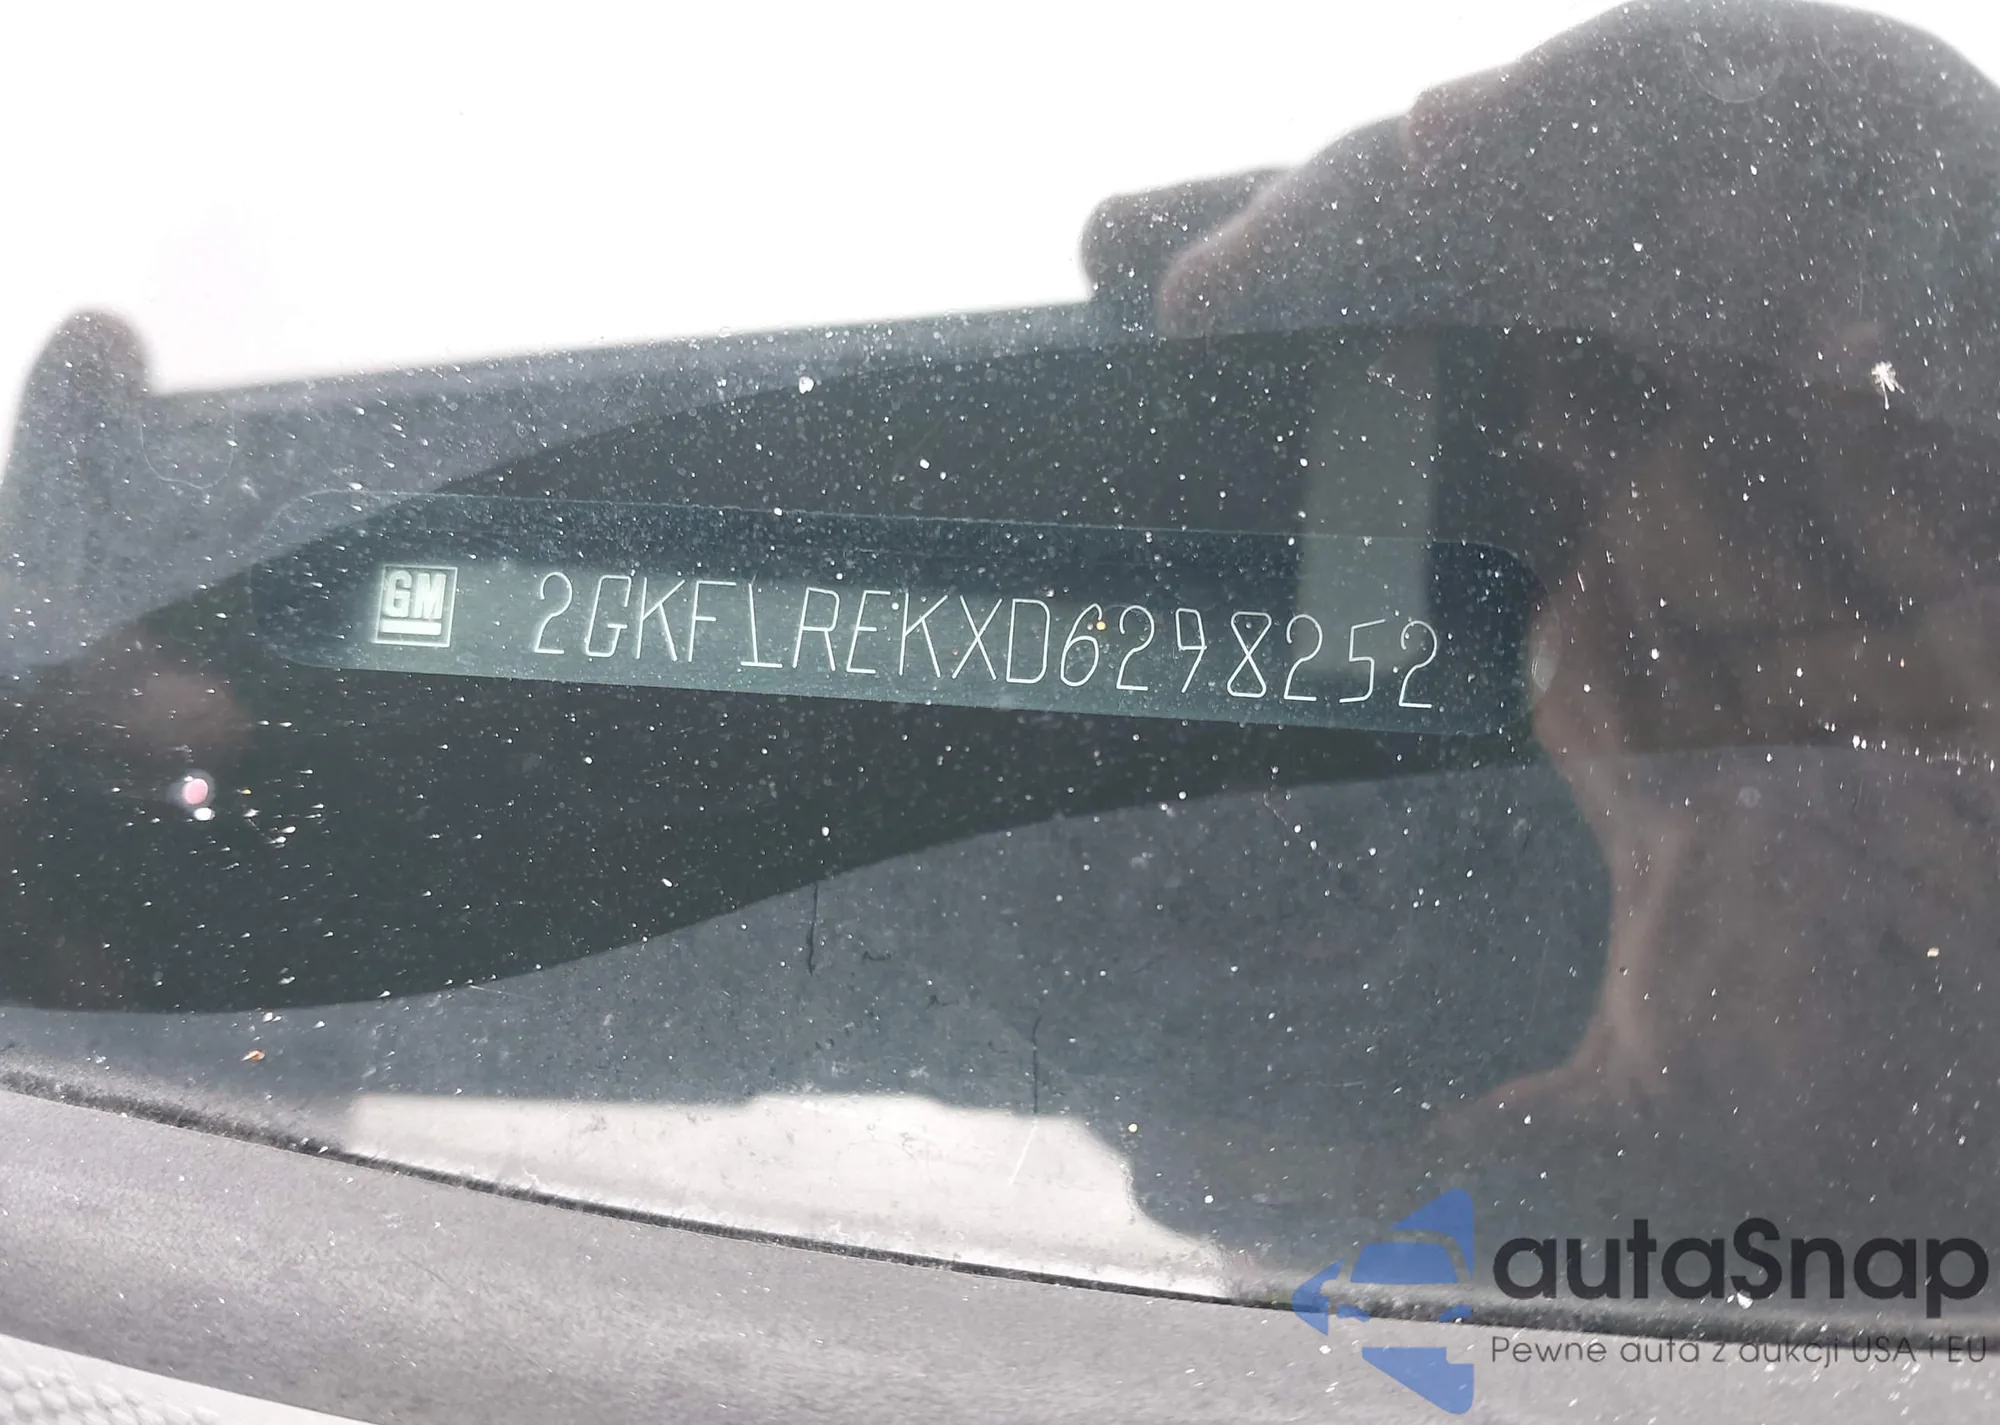 GM 2GKFLREKXD6298252
autaSnap
Pewne auta z aukcji USA i EU